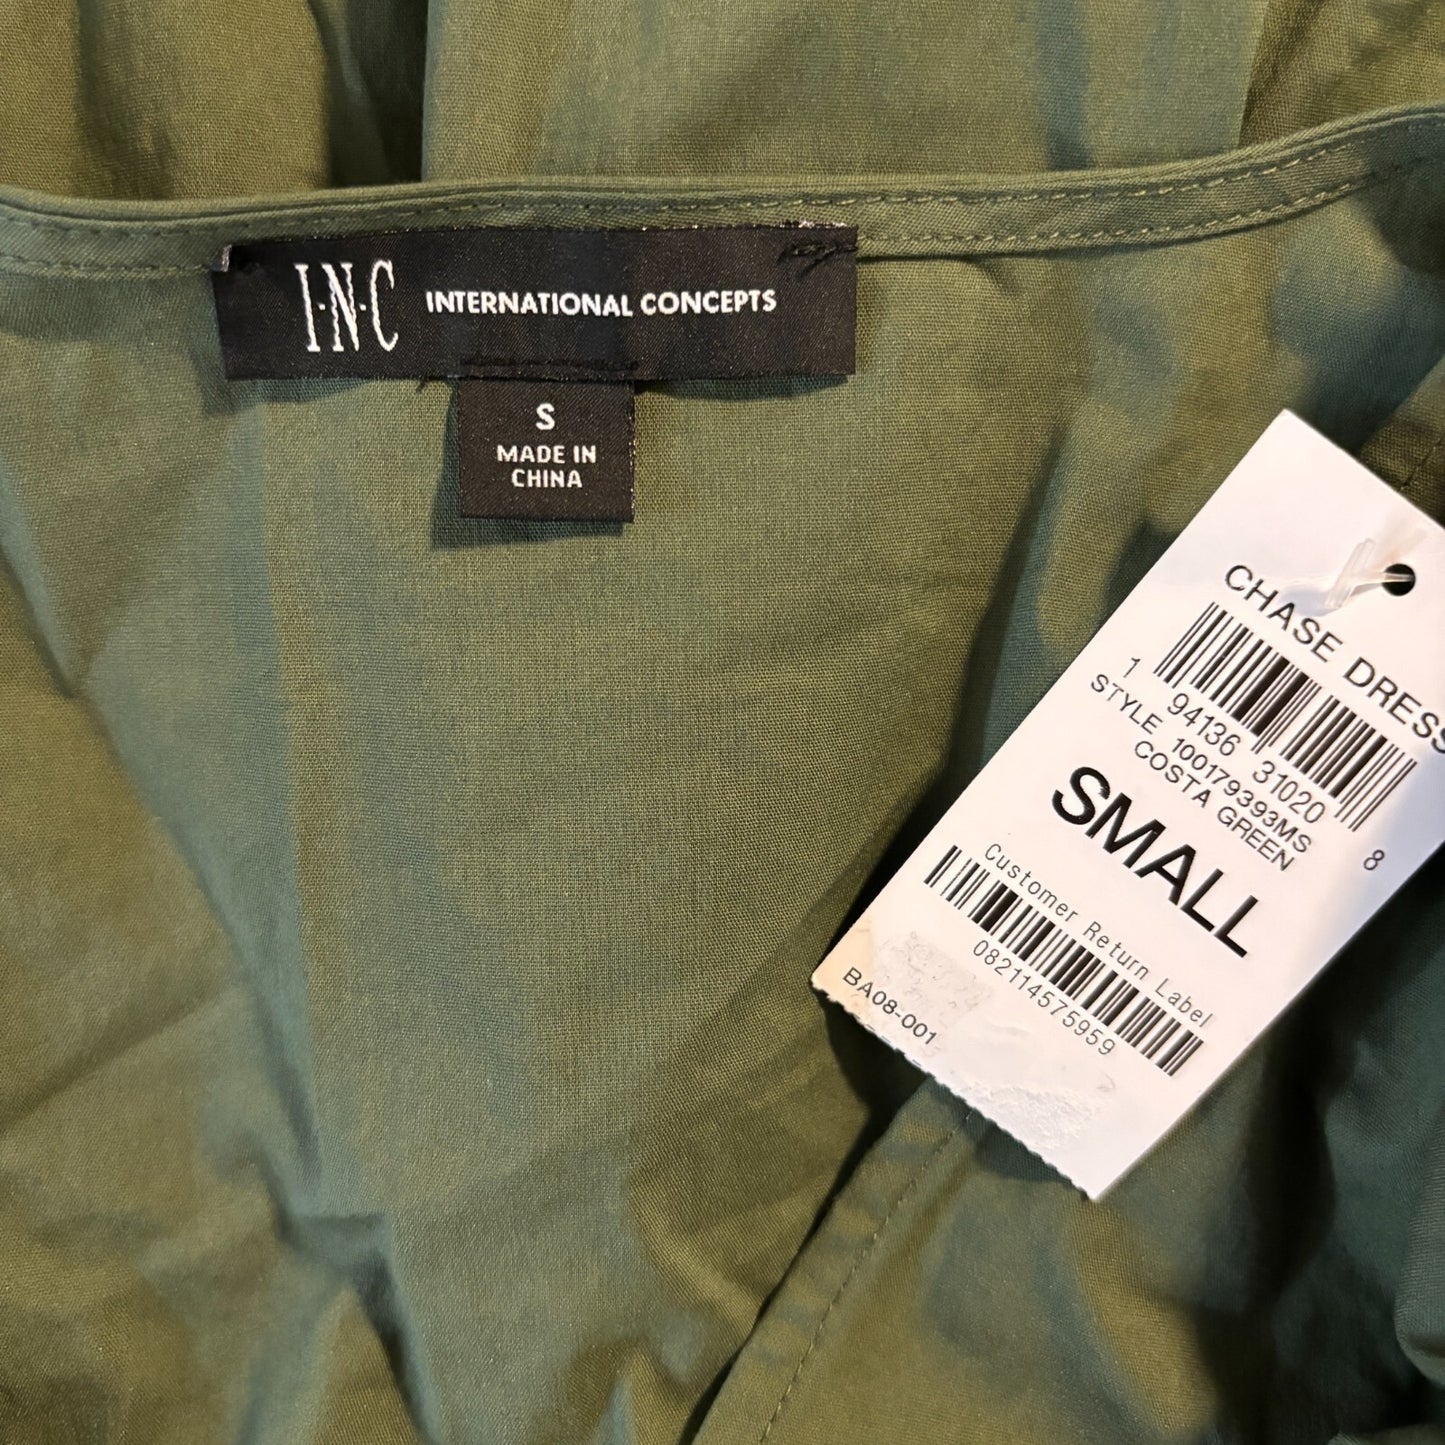 I·N·C INTERNATIONAL CONCEPTS
S
MADE IN
CHINA
CHASE DRESS
1 94136 31020 8
STYLE 100179393MS
COSTA GREEN
SMALL
Customer Return Label
082114575959
BA08-001